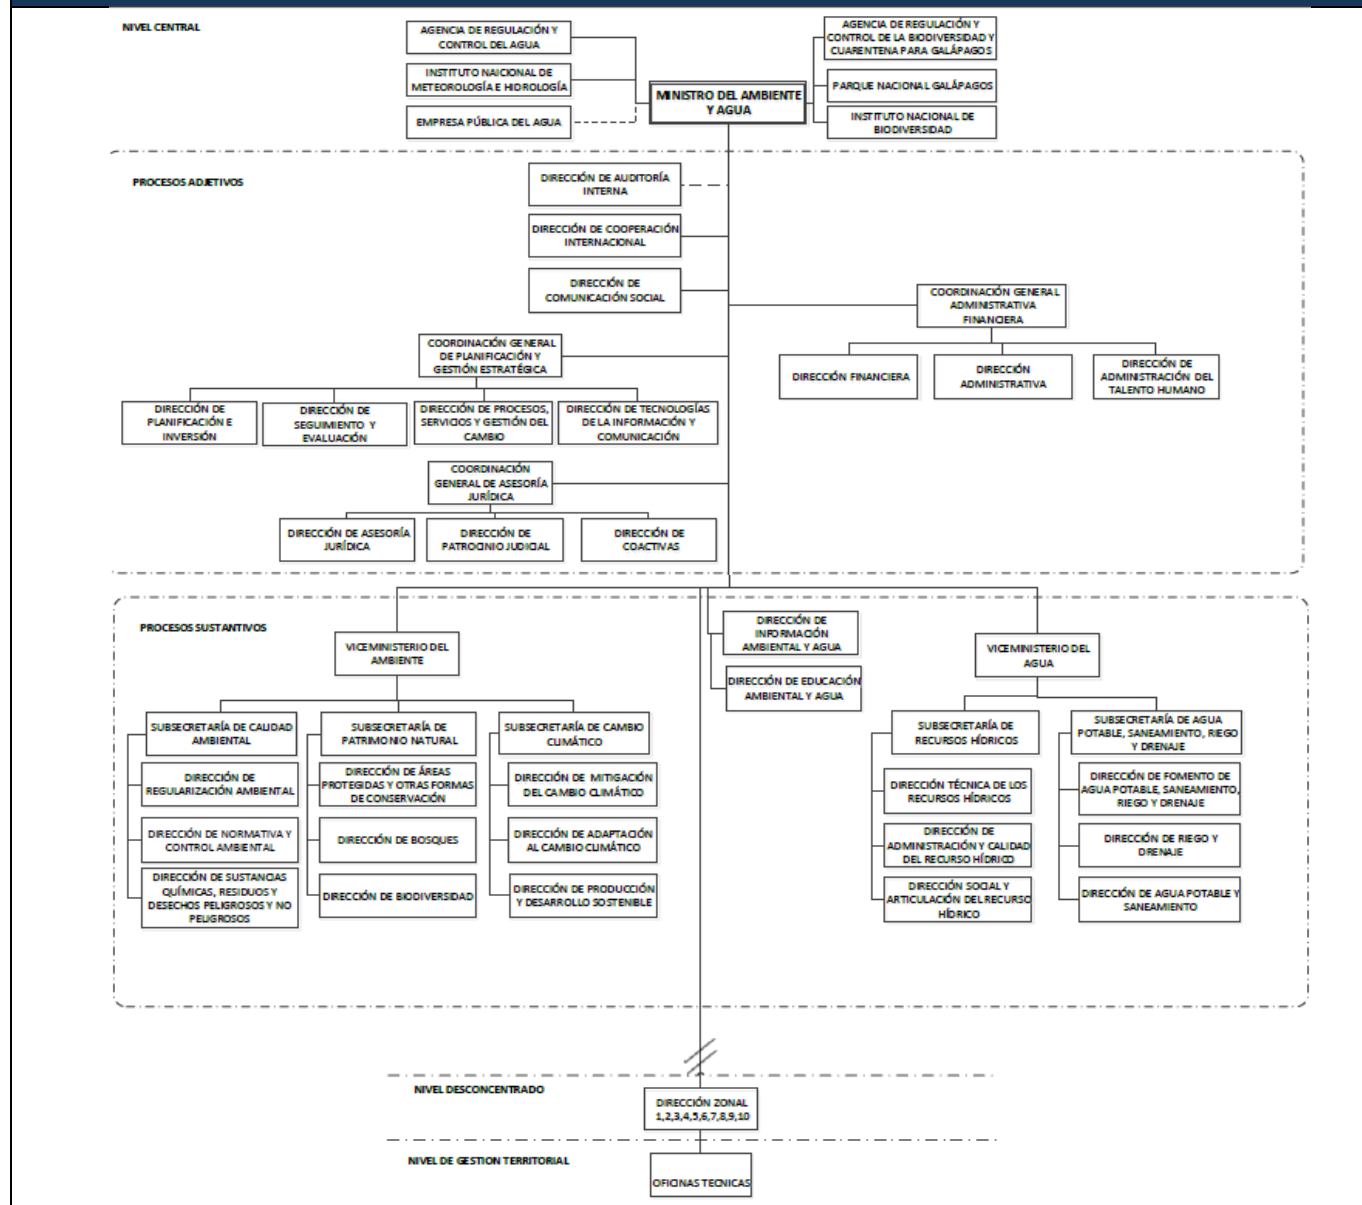 NIVEL CENTRAL
AGENCIA DE REGULACIÓN Y
CONTROL DEL AGUA
INSTITUTO NAICIONAL DE
METEOROLOGÍA E HIDROLOGÍA
EMPRESA PÚBLICA DEL AGUA
MINISTRO DEL AMBIENTE
Y AGUA
AGENCIA DE REGULACIÓN Y
CONTROL DE LA BIODIVERSIDAD Y
CUARENTENA PARA GALÁPAGOS
PARQUE NACIONAL GALÁPAGOS
INSTITUTO NACIONAL DE
BIODIVERSIDAD
PROCESOS ADJETIVOS
DIRECCIÓN DE AUDITORÍA
INTERNA
DIRECCIÓN DE COOPERACIÓN
INTERNACIONAL
DIRECCIÓN DE
COMUNICACIÓN SOCIAL
COORDINACIÓN GENERAL
ADMINISTRATIVA
FINANCIERA
DIRECCIÓN FINANCIERA
DIRECCIÓN
ADMINISTRATIVA
DIRECCIÓN DE
ADMINISTRACIÓN DEL
TALENTO HUMANO
COORDINACIÓN GENERAL
DE PLANIFICACIÓN Y
GESTIÓN ESTRATÉGICA
DIRECCIÓN DE
PLANIFICACIÓN E
INVERSIÓN
DIRECCIÓN DE
SEGUIMIENTO Y
EVALUACIÓN
DIRECCIÓN DE PROCESOS,
SERVICIOS Y GESTIÓN DEL
CAMBIO
DIRECCIÓN DE TECNOLOGÍAS
DE LA INFORMACIÓN Y
COMUNICACIÓN
COORDINACIÓN
GENERAL DE ASESORÍA
JURÍDICA
DIRECCIÓN DE ASESORÍA
JURÍDICA
DIRECCIÓN DE
PATROCINIO JUDICIAL
DIRECCIÓN DE
COACTIVAS
PROCESOS SUSTANTIVOS
VICEMINISTERIO DEL
AMBIENTE
DIRECCIÓN DE
INFORMACIÓN
AMBIENTAL Y AGUA
DIRECCIÓN DE EDUCACIÓN
AMBIENTAL Y AGUA
VICEMINISTERIO DEL
AGUA
SUBSECRETARÍA DE CALIDAD
AMBIENTAL
DIRECCIÓN DE
REGULARIZACIÓN AMBIENTAL
DIRECCIÓN DE NORMATIVA Y
CONTROL AMBIENTAL
DIRECCIÓN DE SUSTANCIAS
QUÍMICAS, RESIDUOS Y
DESECHOS PELIGROSOS Y NO
PELIGROSOS
SUBSECRETARÍA DE
PATRIMONIO NATURAL
DIRECCIÓN DE ÁREAS
PROTEGIDAS Y OTRAS FORMAS
DE CONSERVACIÓN
DIRECCIÓN DE BOSQUES
DIRECCIÓN DE BIODIVERSIDAD
SUBSECRETARÍA DE CAMBIO
CLIMÁTICO
DIRECCIÓN DE MITIGACIÓN
DEL CAMBIO CLIMÁTICO
DIRECCIÓN DE ADAPTACIÓN
AL CAMBIO CLIMÁTICO
DIRECCIÓN DE PRODUCCIÓN
Y DESARROLLO SOSTENIBLE
SUBSECRETARÍA DE
RECURSOS HÍDRICOS
DIRECCIÓN TÉCNICA DE LOS
RECURSOS HÍDRICOS
DIRECCIÓN DE
ADMINISTRACIÓN Y CALIDAD
DEL RECURSO HÍDRICO
DIRECCIÓN SOCIAL Y
ARTICULACIÓN DEL RECURSO
HÍDRICO
SUBSECRETARÍA DE AGUA
POTABLE, SANEAMIENTO, RIEGO
Y DRENAJE
DIRECCIÓN DE FOMENTO DE
AGUA POTABLE, SANEAMIENTO,
RIEGO Y DRENAJE
DIRECCIÓN DE RIEGO Y
DRENAJE
DIRECCIÓN DE AGUA POTABLE Y
SANEAMIENTO
NIVEL DESCONCENTRADO
DIRECCIÓN ZONAL
1,2,3,4,5,6,7,8,9,10
NIVEL DE GESTION TERRITORIAL
OFICINAS TECNICAS